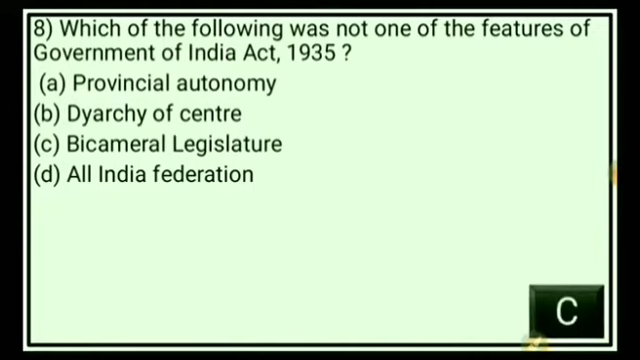 8) Which of the following was not one of the features of
Government of India Act, 1935 ?
(a) Provincial autonomy
(b) Dyarchy of centre
(c) Bicameral Legislature
(d) All India federation
C